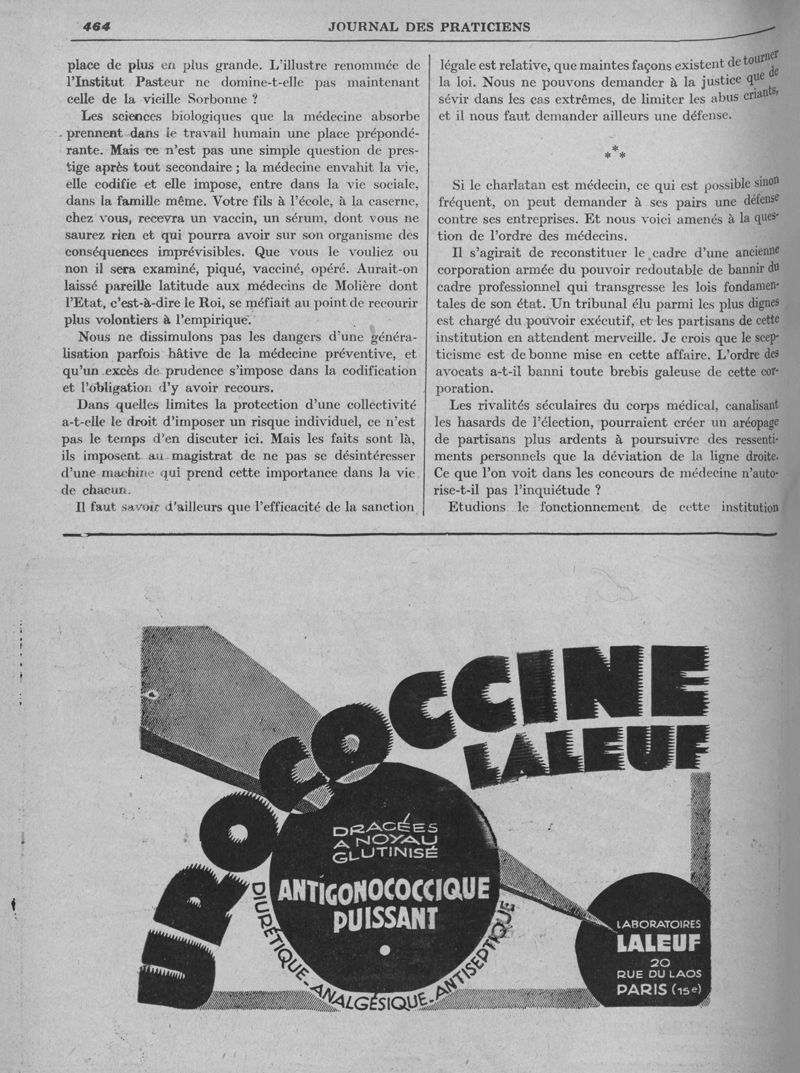 464
JOURNAL DES PRATICIENS
place de plus en plus grande. L'illustre renommée de
l'Institut Pasteur ne domine-t-elle pas maintenant
celle de la vieille Sorbonne ?
Les sciences biologiques que la médecine absorbe
prennent dans le travail humain une place prépondé-
rante. Mais ce n'est pas une simple question de pres-
tige après tout secondaire ; la médecine envahit la vie,
elle codifie et elle impose, entre dans la vie sociale,
dans la famille même. Votre fils à l'école, à la caserne,
chez vous, recevra un vaccin, un sérum, dont vous ne
saurez rien et qui pourra avoir sur son organisme des
conséquences imprévisibles. Que vous le vouliez ou
non il sera examiné, piqué, vacciné, opéré. Aurait-on
laissé pareille latitude aux médecins de Molière dont
l'Etat, c'est-à-dire le Roi, se méfiait au point de recourir
plus volontiers à l'empirique.
Nous ne dissimulons pas les dangers d'une généra-
lisation parfois hâtive de la médecine préventive, et
qu'un excès de prudence s'impose dans la codification
et l'obligation d'y avoir recours.
Dans quelles limites la protection d'une collectivité
a-t-elle le droit d'imposer un risque individuel, ce n'est
pas le temps d'en discuter ici. Mais les faits sont là,
ils imposent au magistrat de ne pas se désintéresser
d'une machine qui prend cette importance dans la vie
de chacun.
Il faut savoir d'ailleurs que l'efficacité de la sanction
légale est relative, que maintes façons existent de tourner
la loi. Nous ne pouvons demander à la justice que de
sévir dans les cas extrêmes, de limiter les abus criants,
et il nous faut demander ailleurs une défense.
***
Si le charlatan est médecin, ce qui est possible sinon
fréquent, on peut demander à ses pairs une défense
contre ses entreprises. Et nous voici amenés à la ques-
tion de l'ordre des médecins.
Il s'agirait de reconstituer le cadre d'une ancienne
corporation armée du pouvoir redoutable de bannir du
cadre professionnel qui transgresse les lois fondamen-
tales de son état. Un tribunal élu parmi les plus dignes
est chargé du pouvoir exécutif, et les partisans de cette
institution en attendent merveille. Je crois que le scep-
ticisme est de bonne mise en cette affaire. L'ordre des
avocats a-t-il banni toute brebis galeuse de cette cor-
poration.
Les rivalités séculaires du corps médical, canalisant
les hasards de l'élection, pourraient créer un aréopage
de partisans plus ardents à poursuivre des ressenti-
ments personnels que la déviation de la ligne droite.
Ce que l'on voit dans les concours de médecine n'auto-
rise-t-il pas l'inquiétude ?
Etudions le fonctionnement de cette institution
UROCOCCINE
LALEUF
DRAGÉES
A NOYAU
GLUTINISÉ
ANTIGONOCOCCIQUE
PUISSANT
DIURÉTIQUE-ANALGÉSIQUE-ANTISEPTIQUE
LABORATOIRES
LALEUF
20
RUE DU LAOS
PARIS (15e)